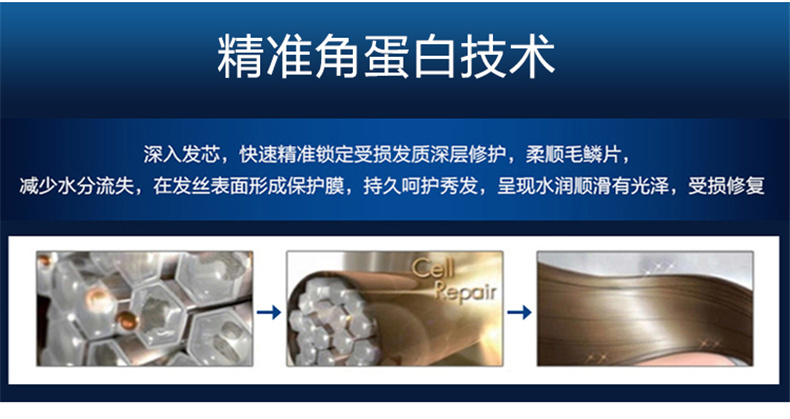 精准角蛋白技术
深入发芯，快速精准锁定受损发质深层修护，柔顺毛鳞片，
减少水分流失，在发丝表面形成保护膜，持久呵护秀发，呈现水润顺滑有光泽，受损修复
Cell
Repair